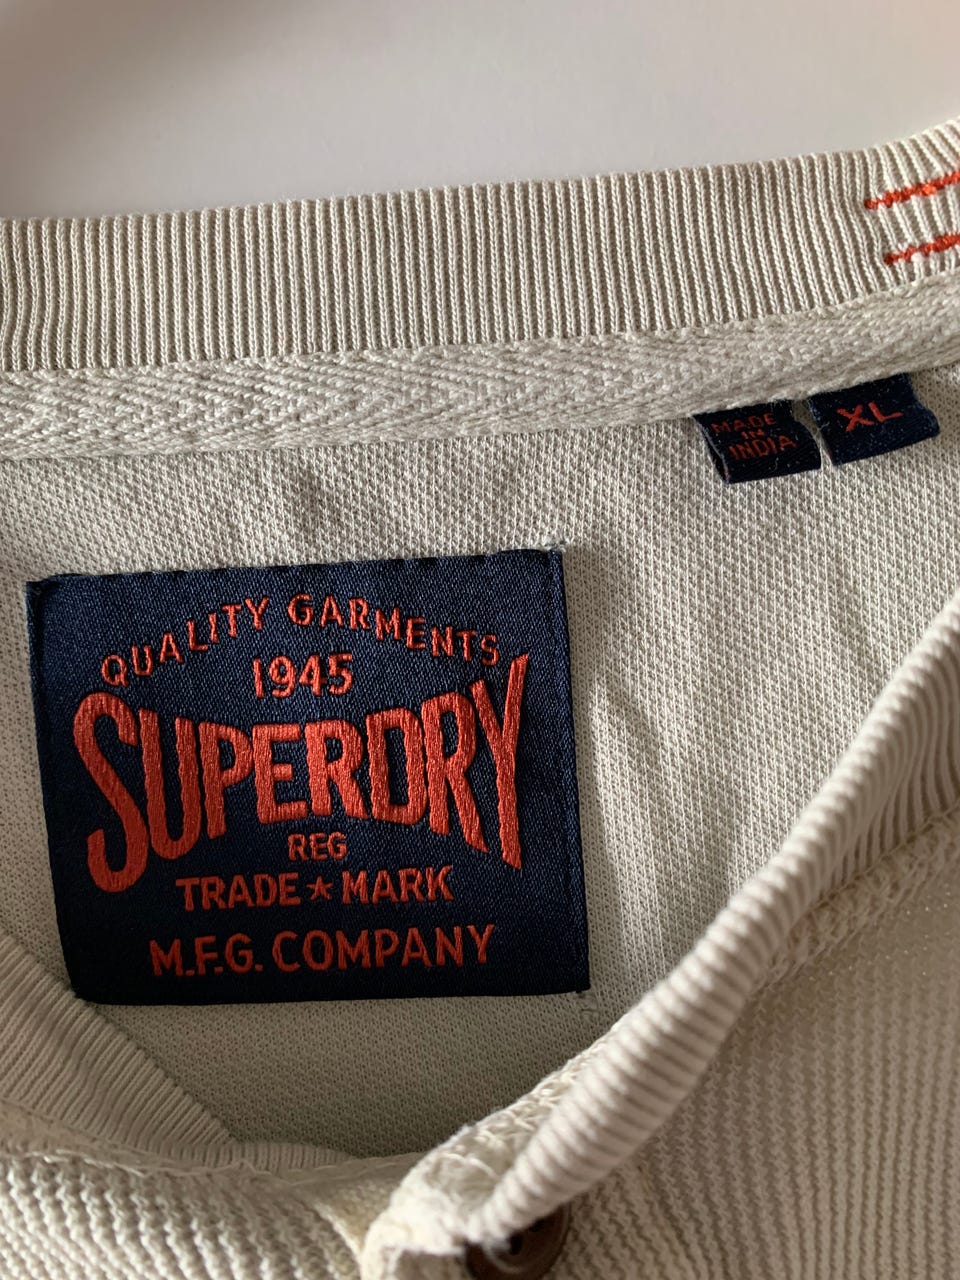 MADE
IN
INDIA
XL
QUALITY GARMENTS
1945
SUPERDRY
REG
TRADE ★ MARK
M.F.G. COMPANY